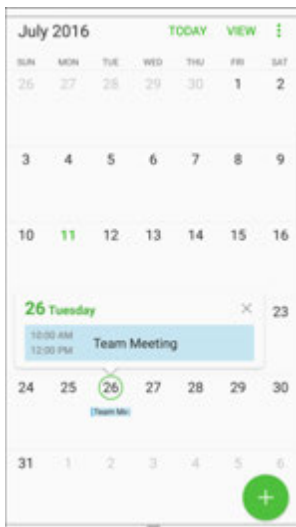 July 2016 TODAY VIEW
SUN MON TUE WED THU FRI SAT
26 27 28 29 30 1 2
3 4 5 6 7 8 9
10 11 12 13 14 15 16
26 Tuesday
23
10:00 AM
12:00 PM
Team Meeting
24 25 26 27 28 29 30
Team Me
31 1 2 3 4 5 6